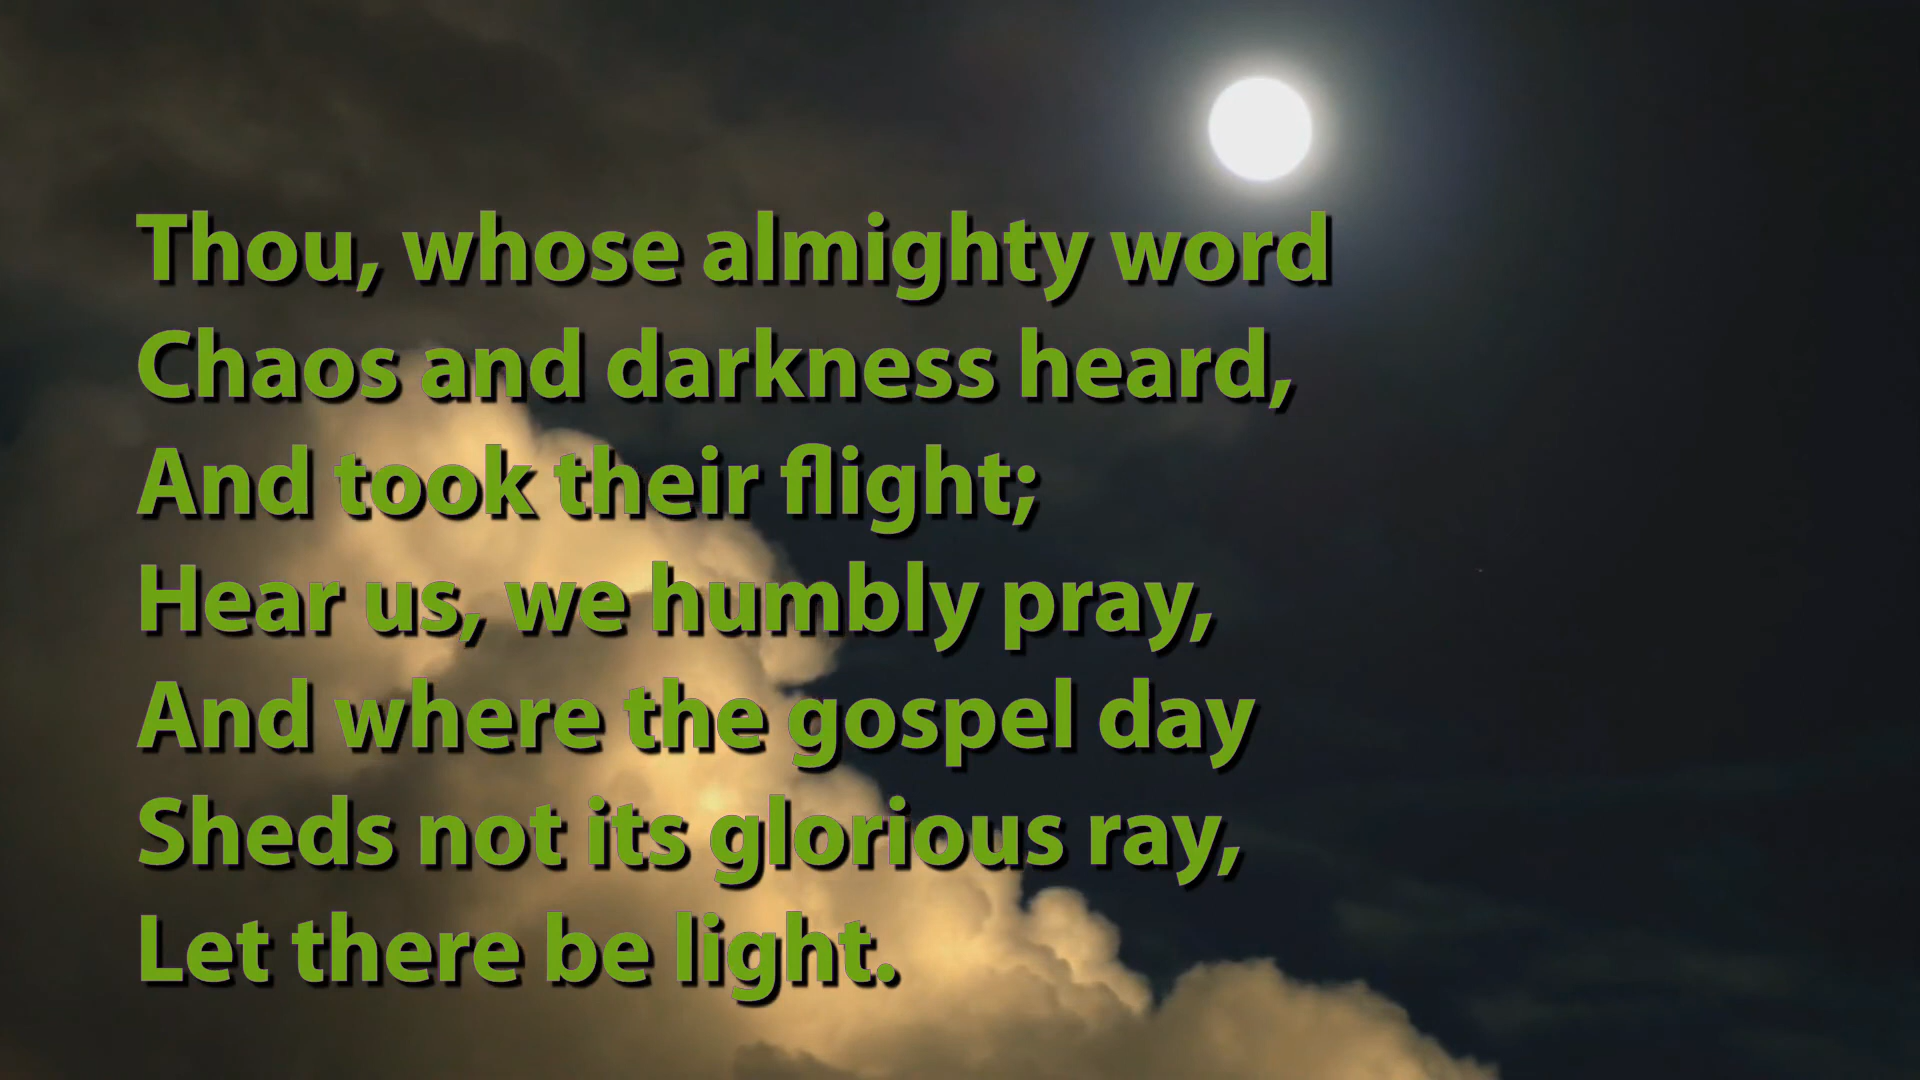 Thou, whose almighty word
Chaos and darkness heard,
And took their flight;
Hear us, we humbly pray,
And where the gospel day
Sheds not its glorious ray,
Let there be light.